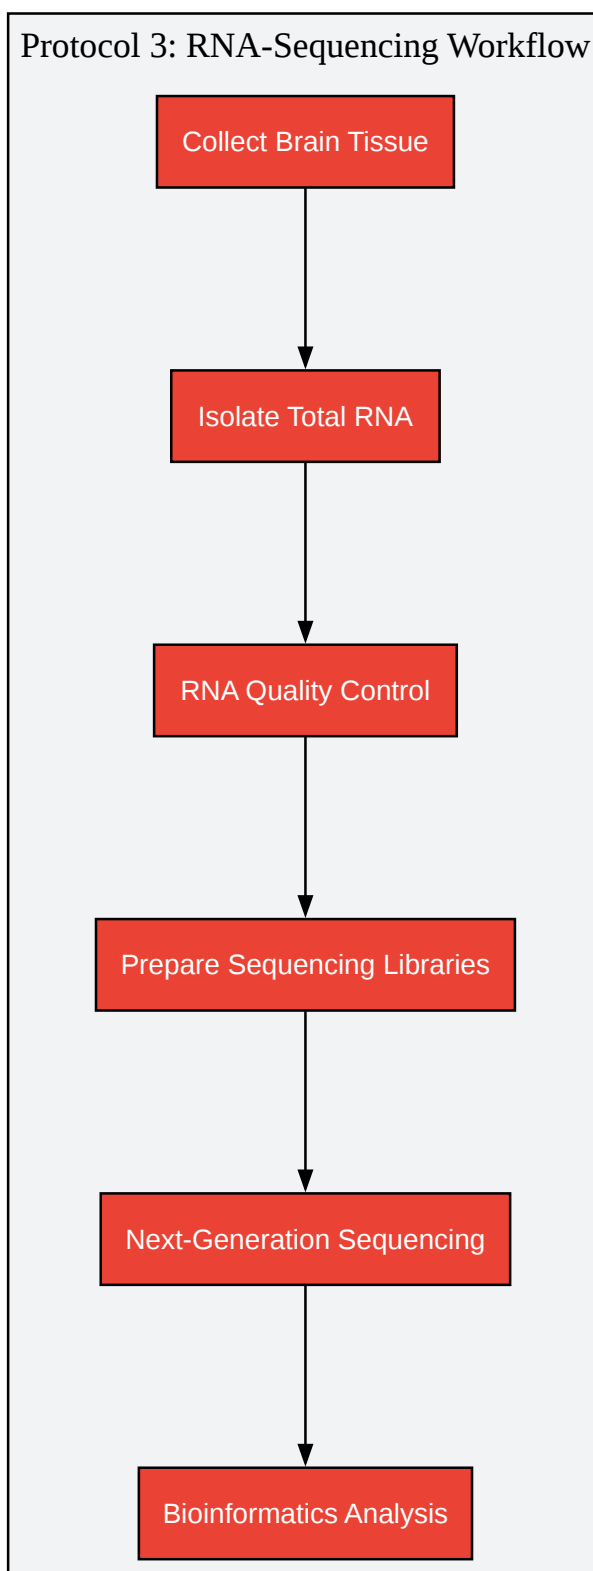 Protocol 3: RNA-Sequencing Workflow
Collect Brain Tissue
Isolate Total RNA
RNA Quality Control
Prepare Sequencing Libraries
Next-Generation Sequencing
Bioinformatics Analysis